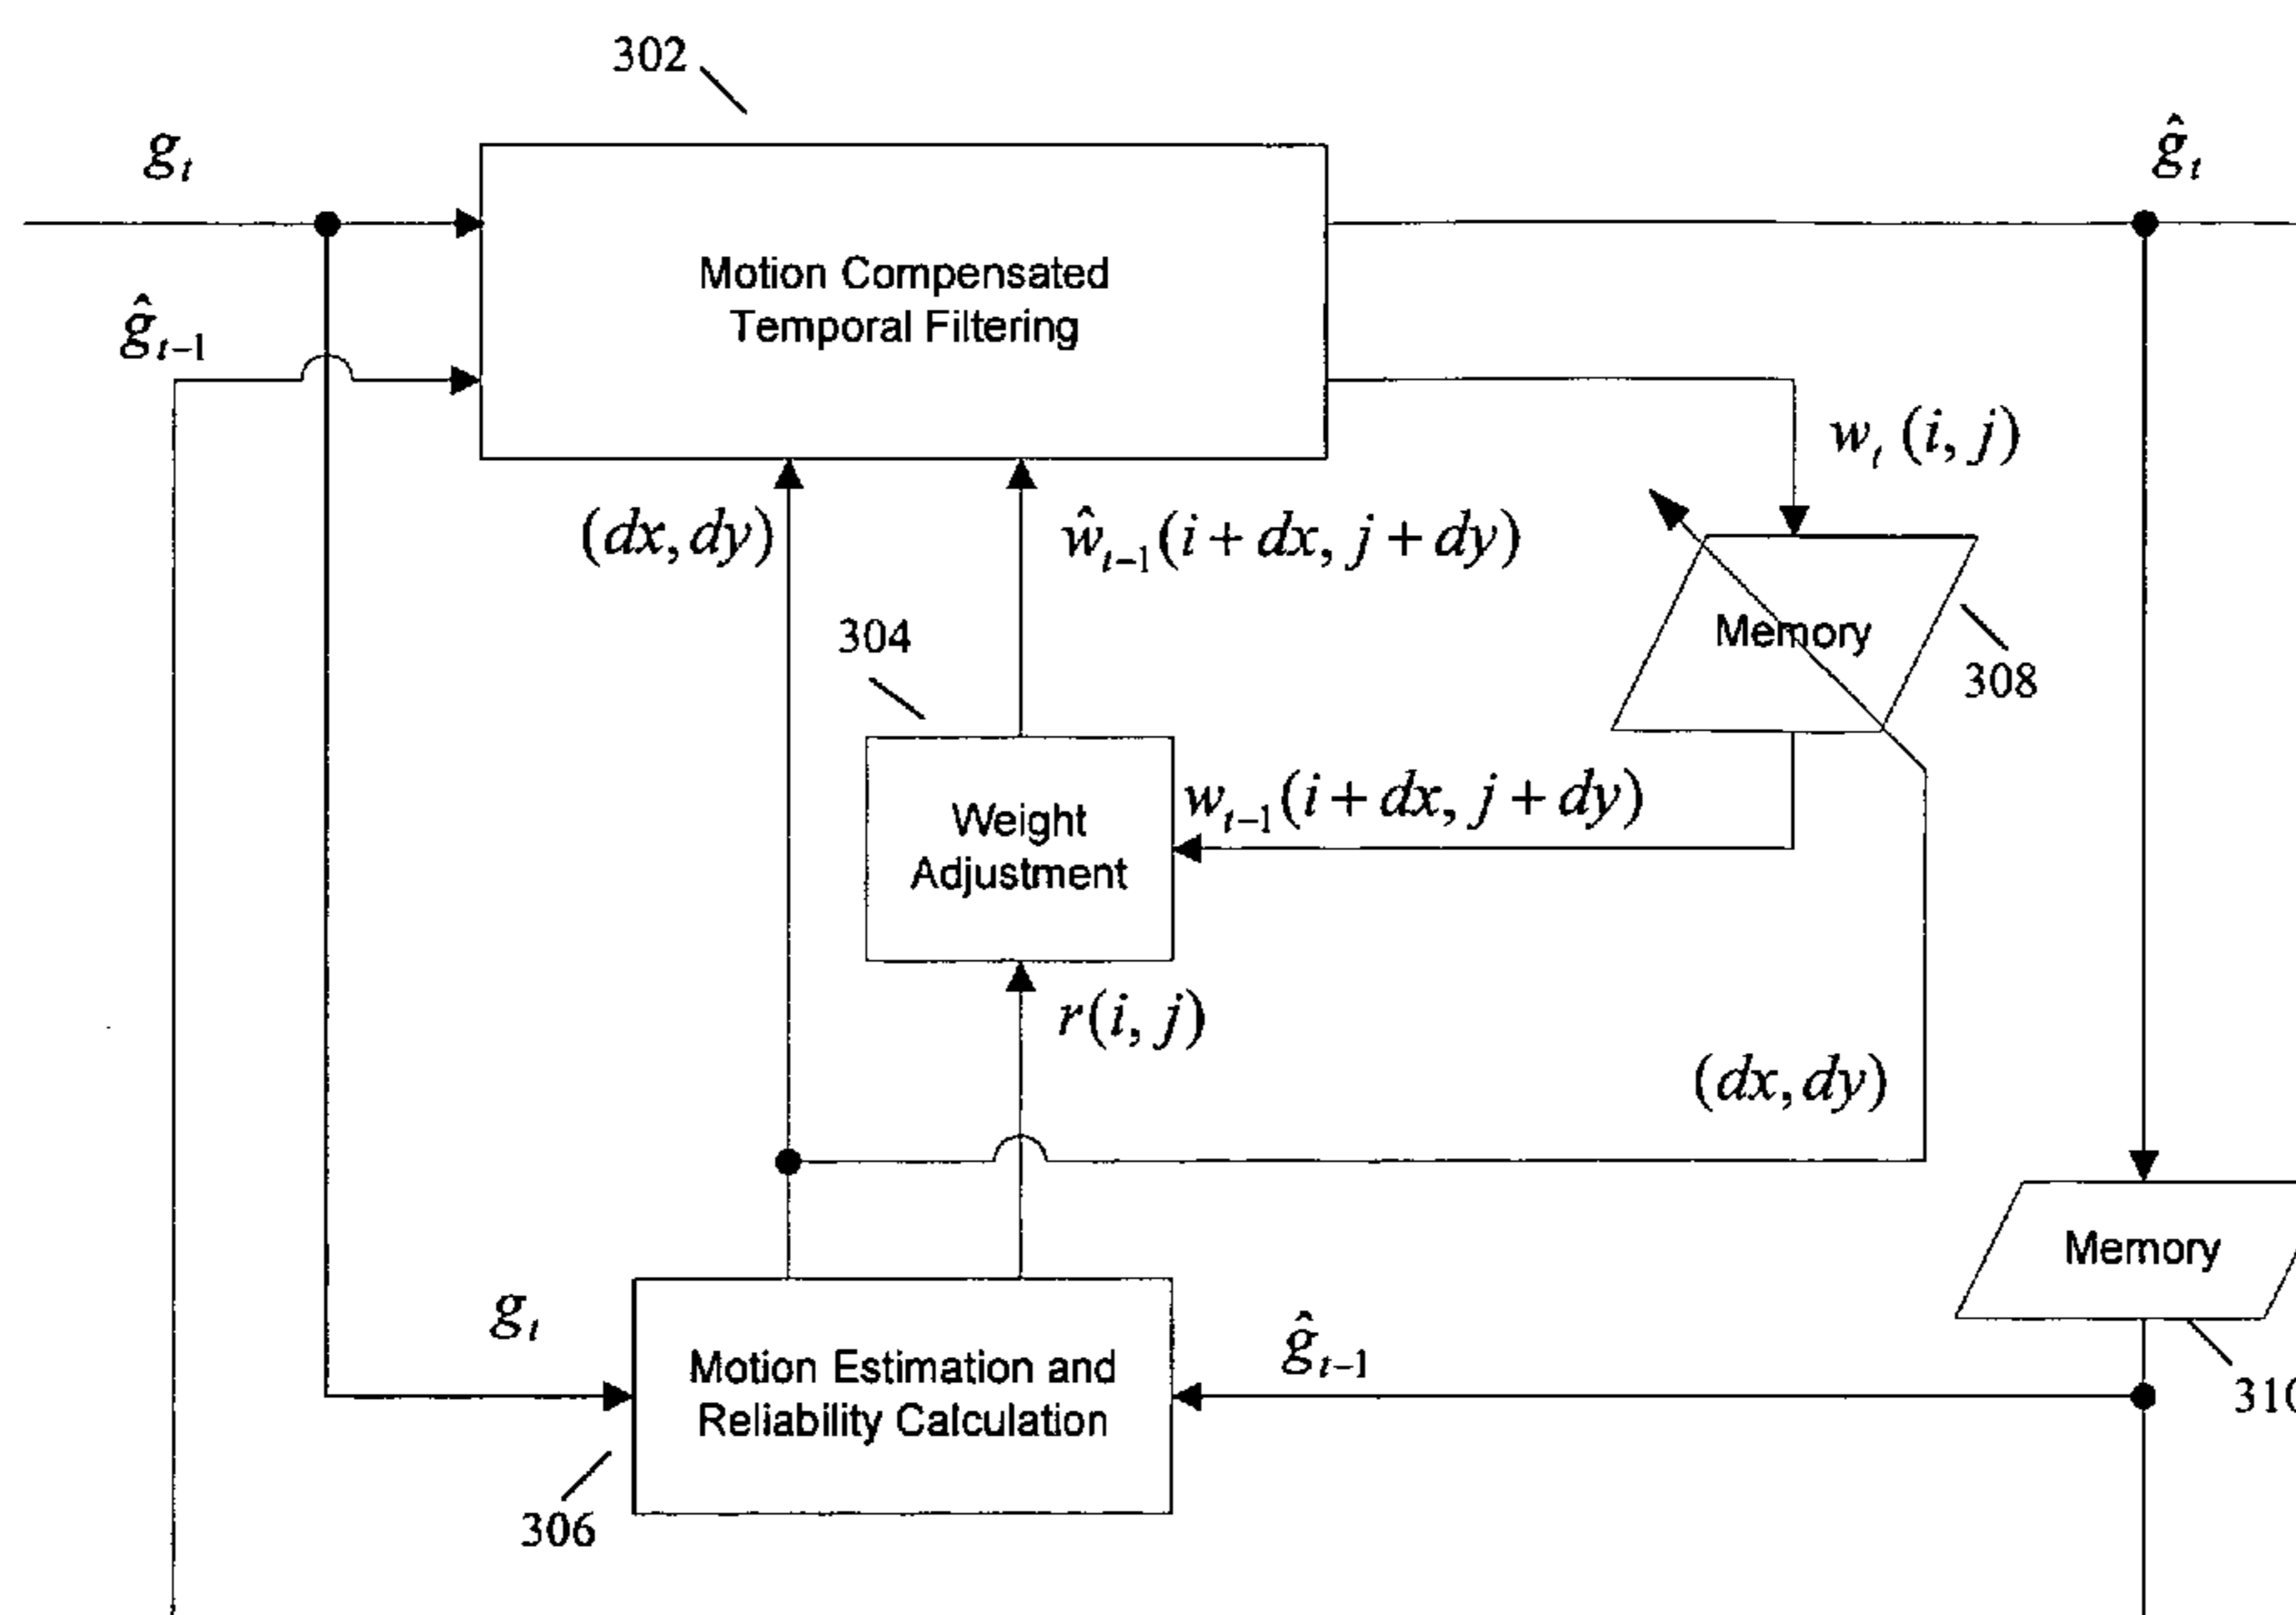 302
g_t
ĝ_t
Motion Compensated
Temporal Filtering
ĝ_{t-1}
w_t (i, j)
(dx, dy)
ŵ_{t-1}(i + dx, j + dy)
304
Memory
308
w_{t-1}(i + dx, j + dy)
Weight
Adjustment
r(i, j)
(dx, dy)
Memory
g_t
ĝ_{t-1}
Motion Estimation and
Reliability Calculation
310
306